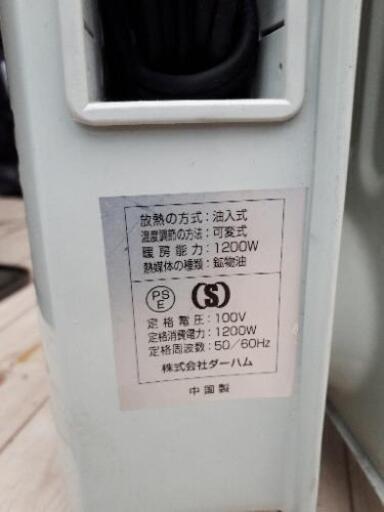 放熱の方式：油入式
温度調節の方法：可変式
暖房能力：1200W
熱媒体の種類：鉱物油
PS
E
S
定格電圧：100V
定格消費電力：1200W
定格周波数：50／60Hz
株式会社ダーハム
中国製